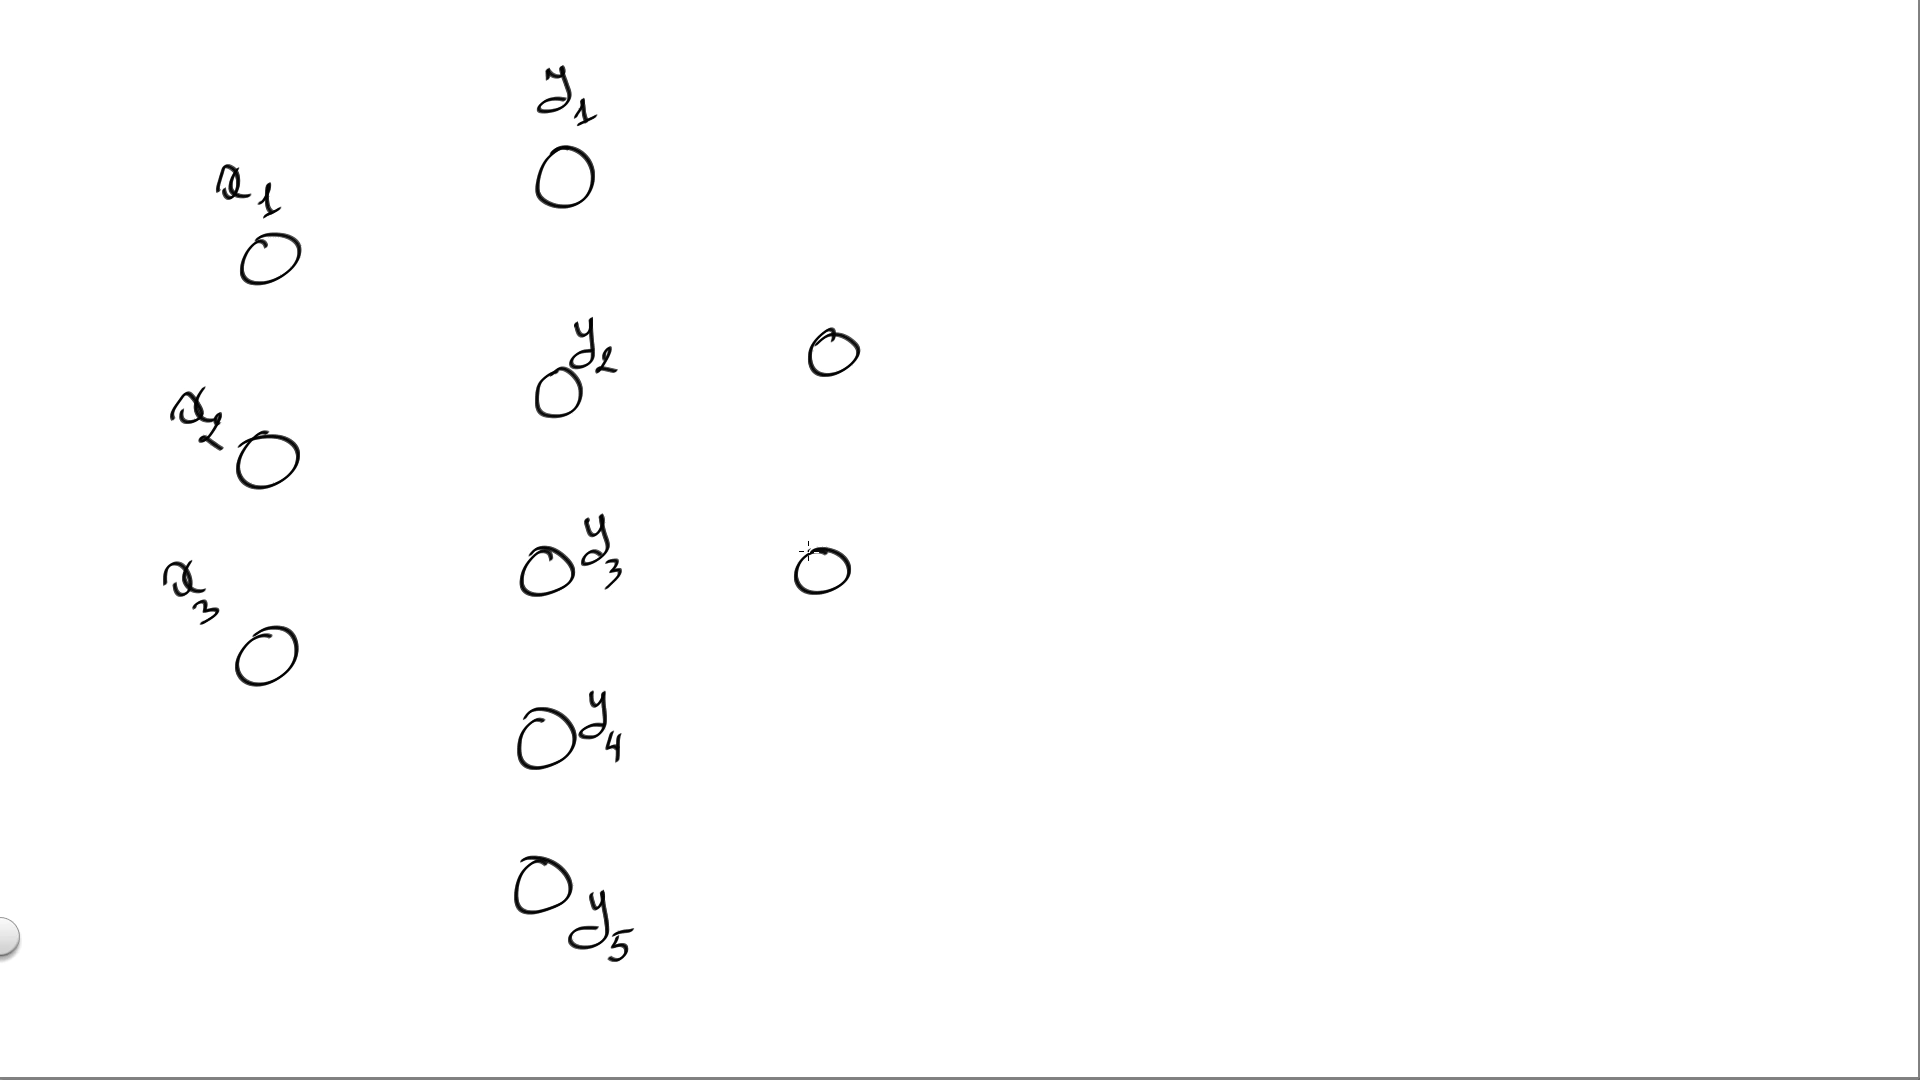 y₁
x₁
y₂
x₂
y₃
x₃
y₄
y₅